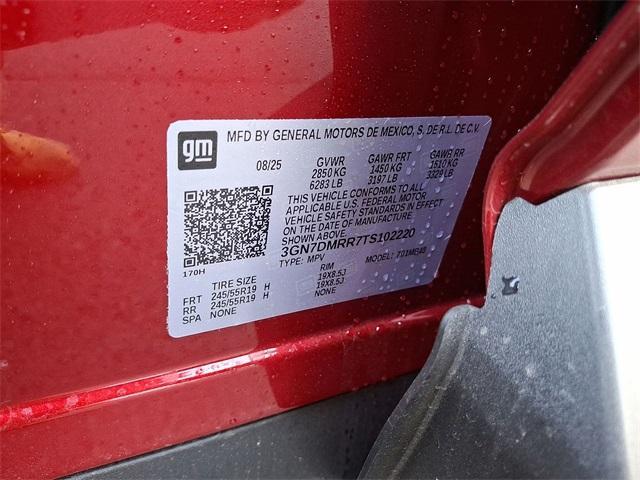 gm
MFD BY GENERAL MOTORS DE MEXICO, S. DE R.L. DE C.V.
08/25 GVWR GAWR FRT GAWR RR
2850 KG 1450 KG 1510 KG
6283 LB 3197 LB 3329 LB
THIS VEHICLE CONFORMS TO ALL
APPLICABLE U.S. FEDERAL MOTOR
VEHICLE SAFETY STANDARDS IN EFFECT
ON THE DATE OF MANUFACTURE
SHOWN ABOVE.
3GN7DMRR7TS102220
TYPE: MPV MODEL:
170H
TIRE SIZE RIM
FRT 245/55R19 H 19X8.5J
RR 245/55R19 H 19X8.5J
SPA NONE NONE